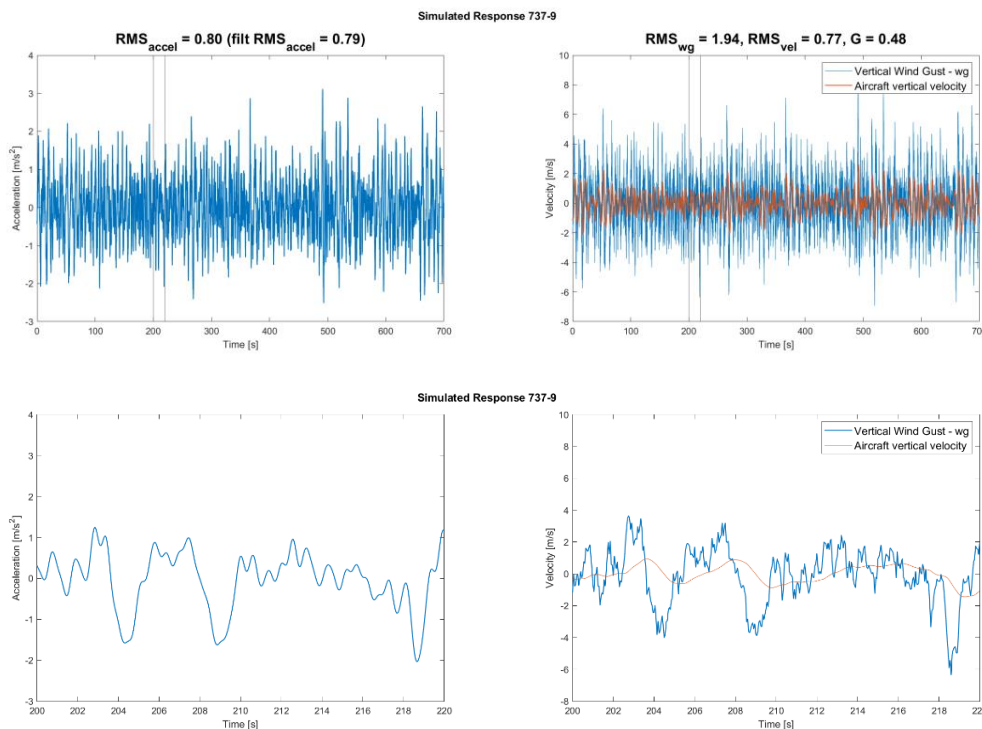 Simulated Response 737-9
RMS_accel = 0.80 (filt RMS_accel = 0.79)
4
3
2
1
0
-1
-2
-3
Acceleration [m/s²]
0 100 200 300 400 500 600 700
Time [s]
RMS_wg = 1.94, RMS_vel = 0.77, G = 0.48
Vertical Wind Gust - wg
Aircraft vertical velocity
10
8
6
4
2
0
-2
-4
-6
-8
Velocity [m/s]
0 100 200 300 400 500 600 700
Time [s]
Simulated Response 737-9
4
3
2
1
0
-1
-2
-3
Acceleration [m/s²]
200 202 204 206 208 210 212 214 216 218 220
Time [s]
Vertical Wind Gust - wg
Aircraft vertical velocity
10
8
6
4
2
0
-2
-4
-6
-8
Velocity [m/s]
200 202 204 206 208 210 212 214 216 218 22
Time [s]